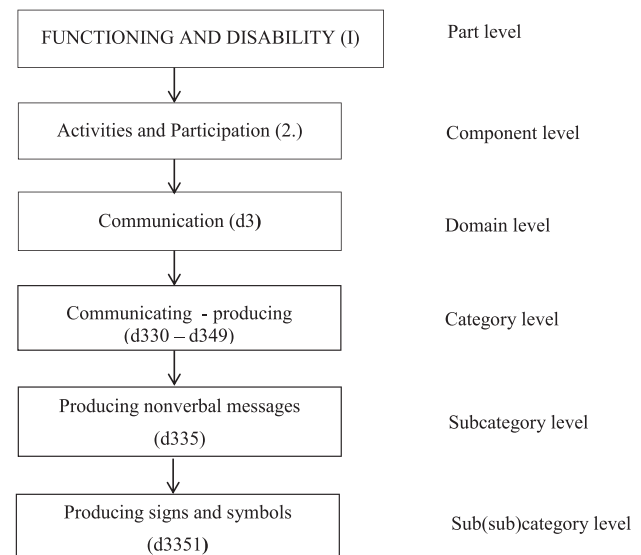 FUNCTIONING AND DISABILITY (I)
Part level
Activities and Participation (2.)
Component level
Communication (d3)
Domain level
Communicating - producing
(d330 – d349)
Category level
Producing nonverbal messages
(d335)
Subcategory level
Producing signs and symbols
(d3351)
Sub(sub)category level